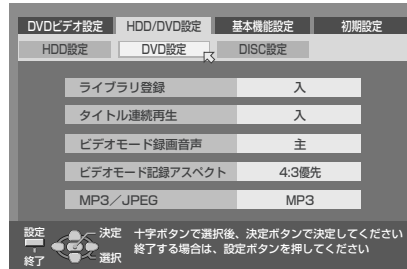 DVDビデオ設定 HDD/DVD設定 基本機能設定 初期設定
HDD設定 DVD設定 DISC設定
ライブラリ登録 入
タイトル連続再生 入
ビデオモード録画音声 主
ビデオモード記録アスペクト 4:3優先
MP3／JPEG MP3
設定 決定 十字ボタンで選択後、決定ボタンで決定してください
終了 選択 終了する場合は、設定ボタンを押してください